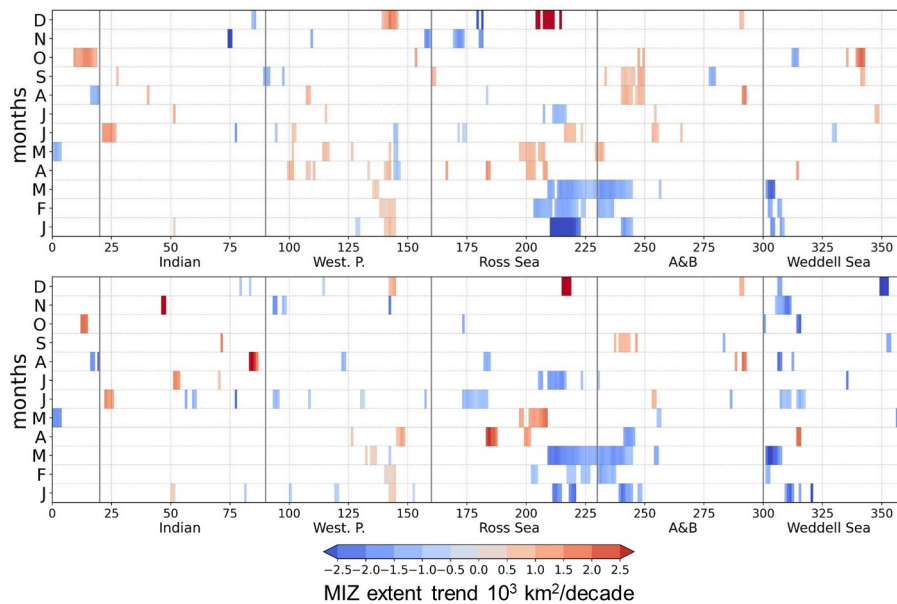 D
N
O
S
A
J
J
M
A
M
F
J
months
0 25 50 75 100 125 150 175 200 225 250 275 300 325 350
Indian West. P. Ross Sea A&B Weddell Sea
D
N
O
S
A
J
J
M
A
M
F
J
months
0 25 50 75 100 125 150 175 200 225 250 275 300 325 350
Indian West. P. Ross Sea A&B Weddell Sea
−2.5 −2.0 −1.5 −1.0 −0.5 0.0 0.5 1.0 1.5 2.0 2.5
MIZ extent trend 10³ km²/decade